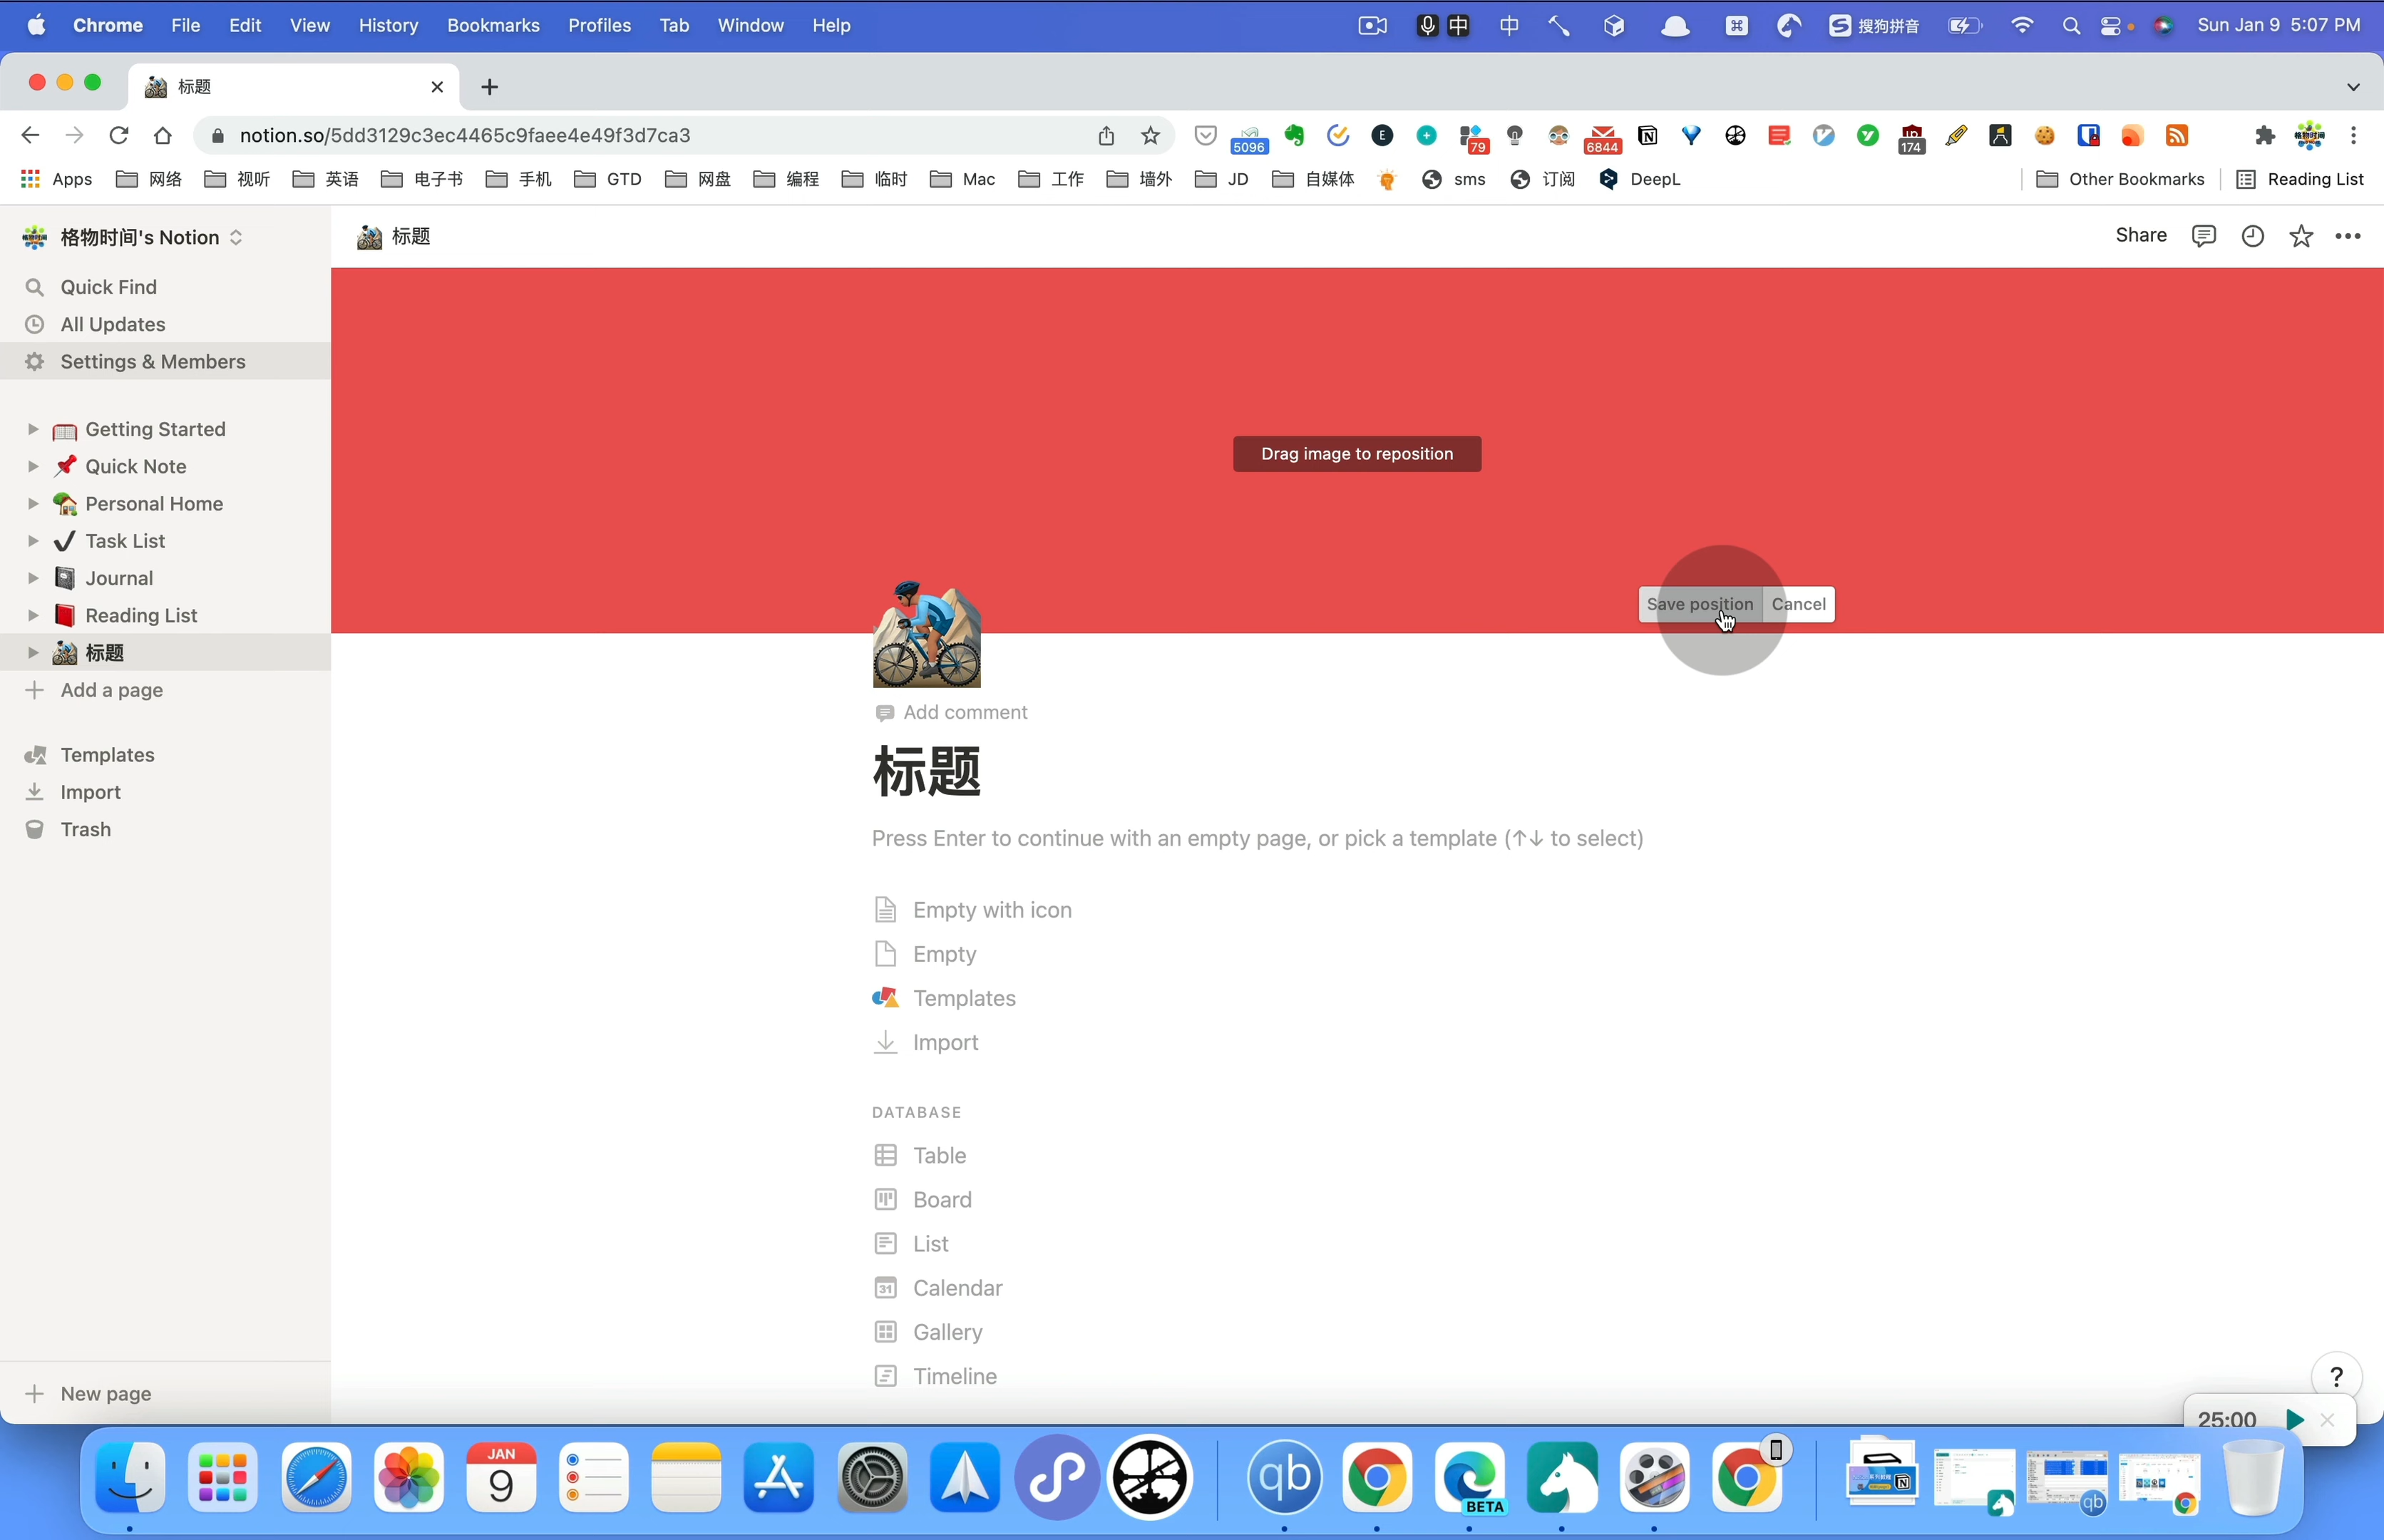 Chrome File Edit View History Bookmarks Profiles Tab Window Help 中 中 搜狗拼音 Sun Jan 9 5:07 PM
标题
notion.so/5dd3129c3ec4465c9faee4e49f3d7ca3 5096 79 6844 174
Apps 网络 视听 英语 电子书 手机 GTD 网盘 编程 临时 Mac 工作 墙外 JD 自媒体 sms 订阅 DeepL Other Bookmarks Reading List
格物时间's Notion
标题
Share
Quick Find
All Updates
Settings & Members
Getting Started
Quick Note
Personal Home
Task List
Journal
Reading List
标题
Add a page
Templates
Import
Trash
New page
Drag image to reposition
Save position Cancel
Add comment
标题
Press Enter to continue with an empty page, or pick a template (↑↓ to select)
Empty with icon
Empty
Templates
Import
DATABASE
Table
Board
List
Calendar
Gallery
Timeline
?
25:00
JAN
9
qb
BETA